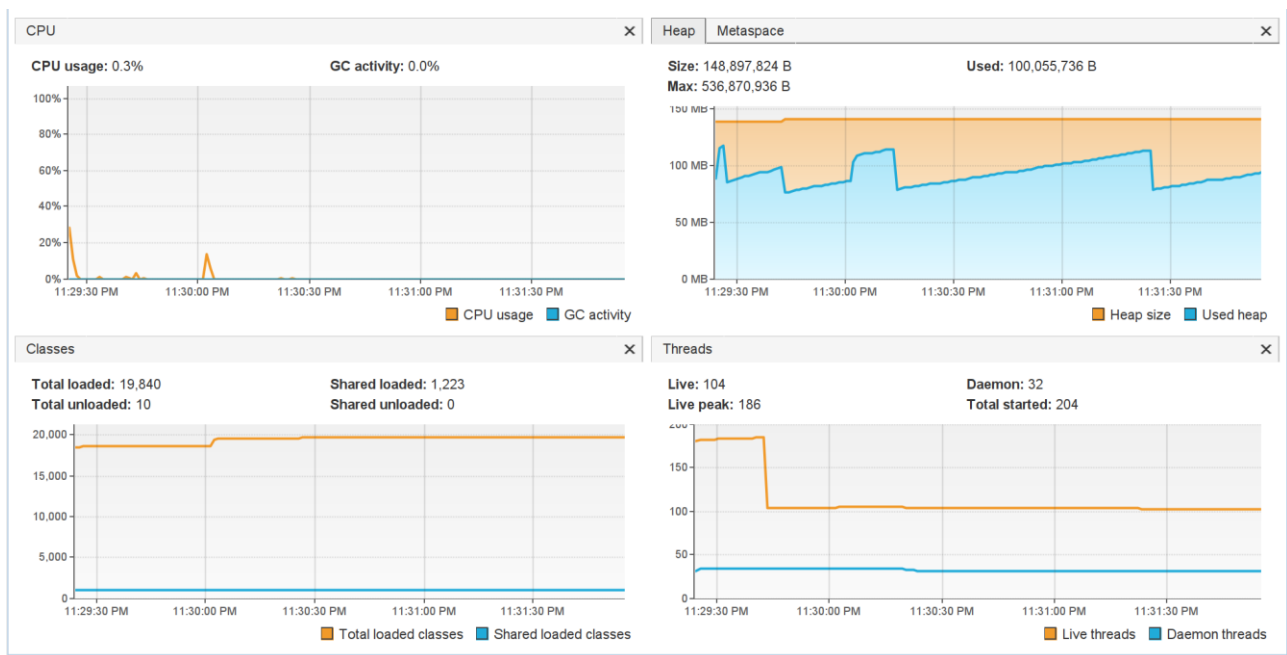 CPU
CPU usage: 0.3% GC activity: 0.0%
100%
80%
60%
40%
20%
0%
11:29:30 PM 11:30:00 PM 11:30:30 PM 11:31:00 PM 11:31:30 PM
CPU usage GC activity
Heap Metaspace
Size: 148,897,824 B Used: 100,055,736 B
Max: 536,870,936 B
150 MB
100 MB
50 MB
0 MB
11:29:30 PM 11:30:00 PM 11:30:30 PM 11:31:00 PM 11:31:30 PM
Heap size Used heap
Classes
Total loaded: 19,840 Shared loaded: 1,223
Total unloaded: 10 Shared unloaded: 0
20,000
15,000
10,000
5,000
0
11:29:30 PM 11:30:00 PM 11:30:30 PM 11:31:00 PM 11:31:30 PM
Total loaded classes Shared loaded classes
Threads
Live: 104 Daemon: 32
Live peak: 186 Total started: 204
200
150
100
50
0
11:29:30 PM 11:30:00 PM 11:30:30 PM 11:31:00 PM 11:31:30 PM
Live threads Daemon threads